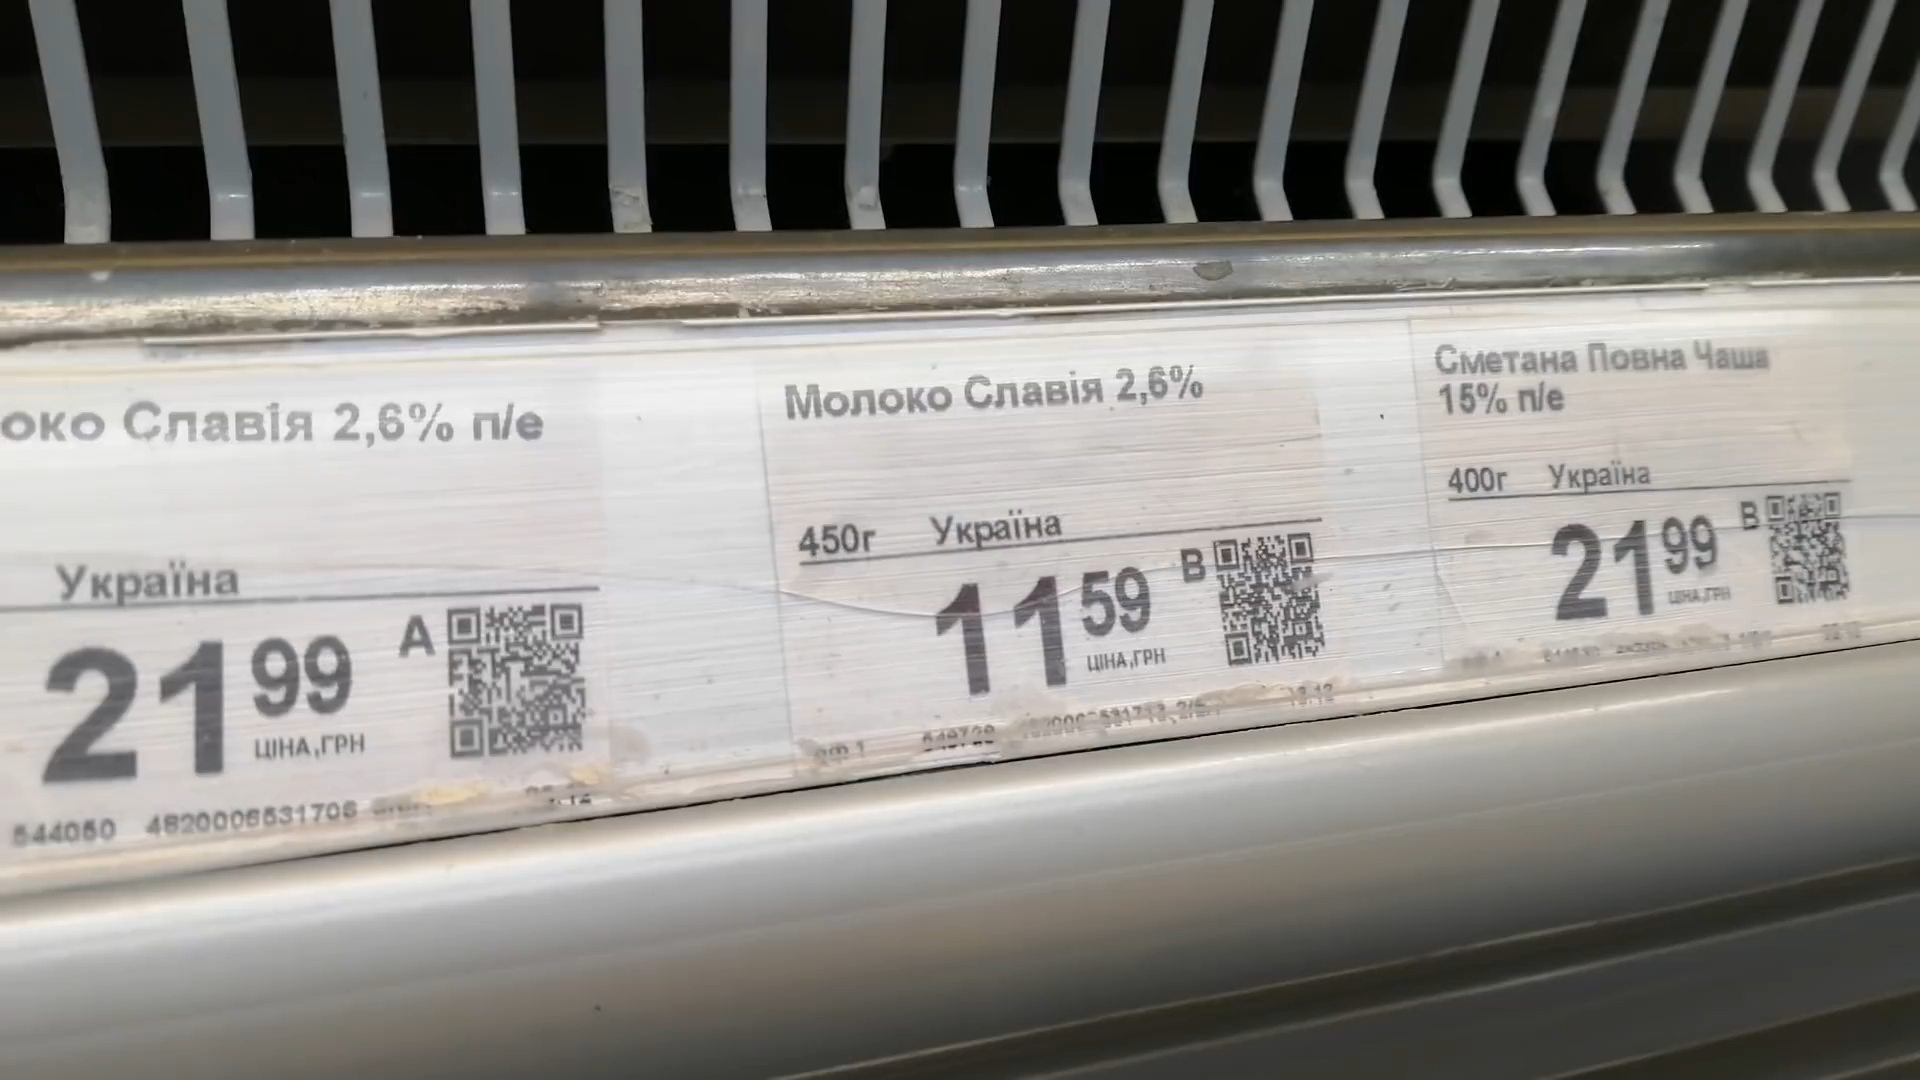 око Славія 2,6% п/е
Україна
21 99 А
ЦІНА,ГРН
544050 4820006531706
Молоко Славія 2,6%
450г Україна
11 59 В
ЦІНА,ГРН
Сметана Повна Чаша
15% п/е
400г Україна
21 99 В
ЦІНА,ГРН